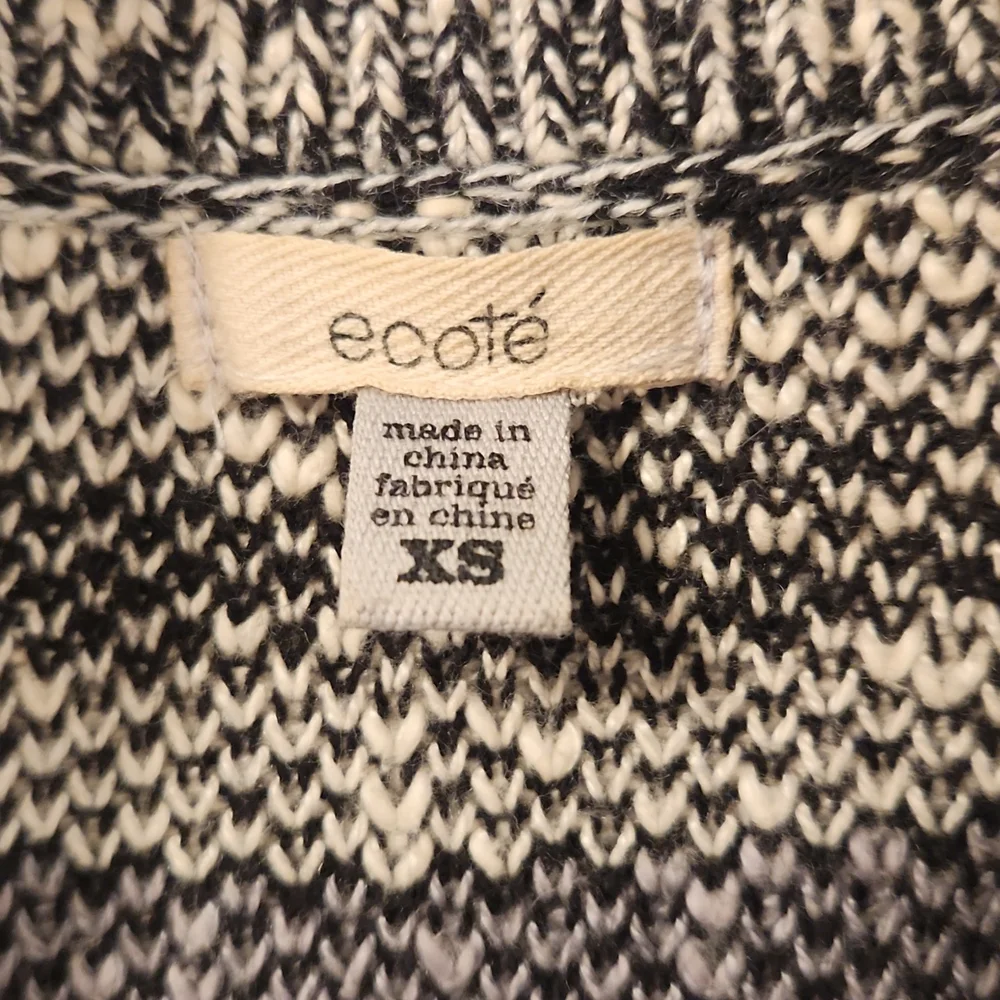 ecoté
made in
china
fabriqué
en chine
XS